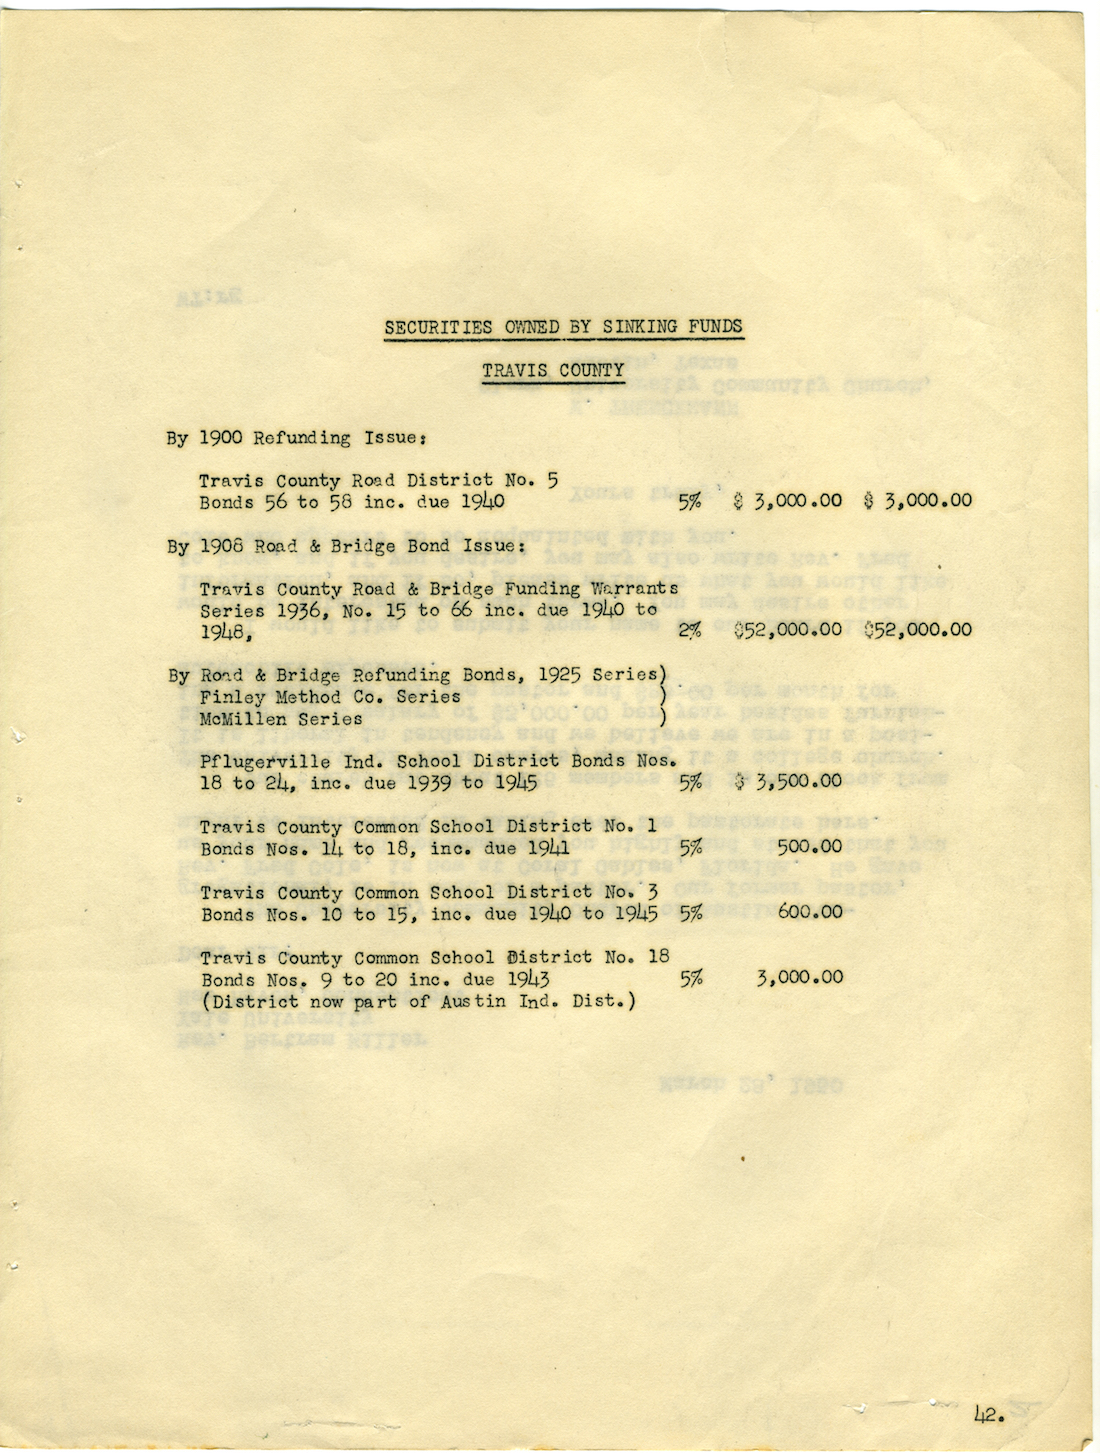 SECURITIES OWNED BY SINKING FUNDS
TRAVIS COUNTY
By 1900 Refunding Issue:
Travis County Road District No. 5
Bonds 56 to 58 inc. due 1940 5% $ 3,000.00 $ 3,000.00
By 1908 Road & Bridge Bond Issue:
Travis County Road & Bridge Funding Warrants
Series 1936, No. 15 to 66 inc. due 1940 to
1948, 2% $52,000.00 $52,000.00
By Road & Bridge Refunding Bonds, 1925 Series)
Finley Method Co. Series )
McMillen Series )
Pflugerville Ind. School District Bonds Nos.
18 to 24, inc. due 1939 to 1945 5% $ 3,500.00
Travis County Common School District No. 1
Bonds Nos. 14 to 18, inc. due 1941 5% 500.00
Travis County Common School District No. 3
Bonds Nos. 10 to 15, inc. due 1940 to 1945 5% 600.00
Travis County Common School District No. 18
Bonds Nos. 9 to 20 inc. due 1943 5% 3,000.00
(District now part of Austin Ind. Dist.)
42.